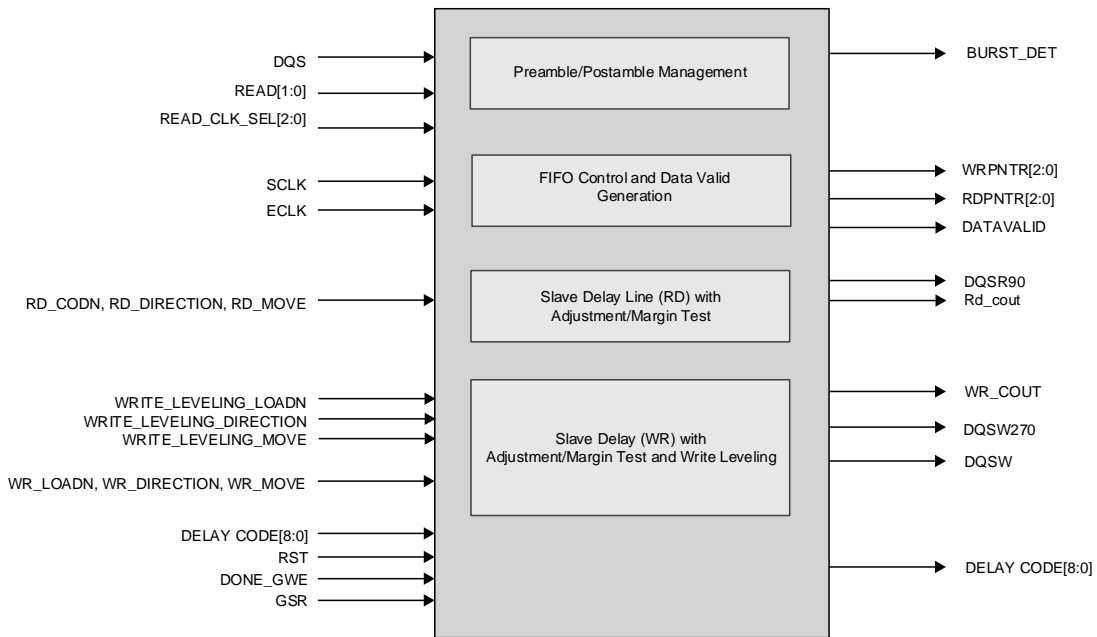 DQS
READ[1:0]
READ_CLK_SEL[2:0]
SCLK
ECLK
RD_CODN, RD_DIRECTION, RD_MOVE
WRITE_LEVELING_LOADN
WRITE_LEVELING_DIRECTION
WRITE_LEVELING_MOVE
WR_LOADN, WR_DIRECTION, WR_MOVE
DELAY CODE[8:0]
RST
DONE_GWE
GSR
Preamble/Postamble Management
FIFO Control and Data Valid
Generation
Slave Delay Line (RD) with
Adjustment/Margin Test
Slave Delay (WR) with
Adjustment/Margin Test and Write Leveling
BURST_DET
WRPNTR[2:0]
RDPNTR[2:0]
DATAVALID
DQSR90
Rd_cout
WR_COUT
DQSW270
DQSW
DELAY CODE[8:0]